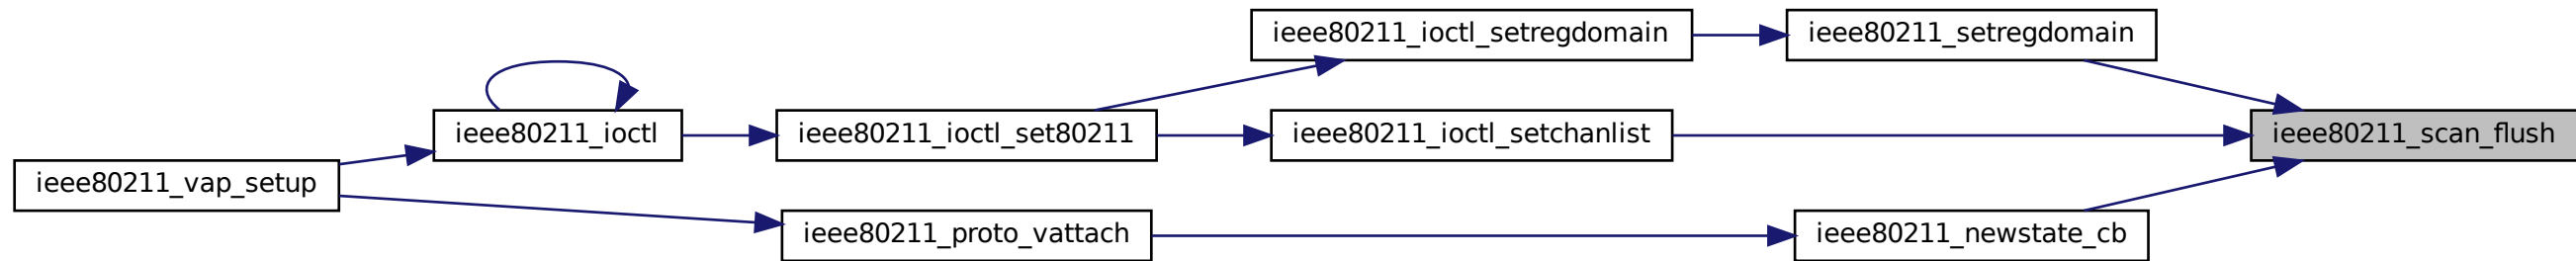 ieee80211_ioctl_setregdomain
ieee80211_setregdomain
ieee80211_ioctl
ieee80211_ioctl_set80211
ieee80211_ioctl_setchanlist
ieee80211_scan_flush
ieee80211_vap_setup
ieee80211_proto_vattach
ieee80211_newstate_cb